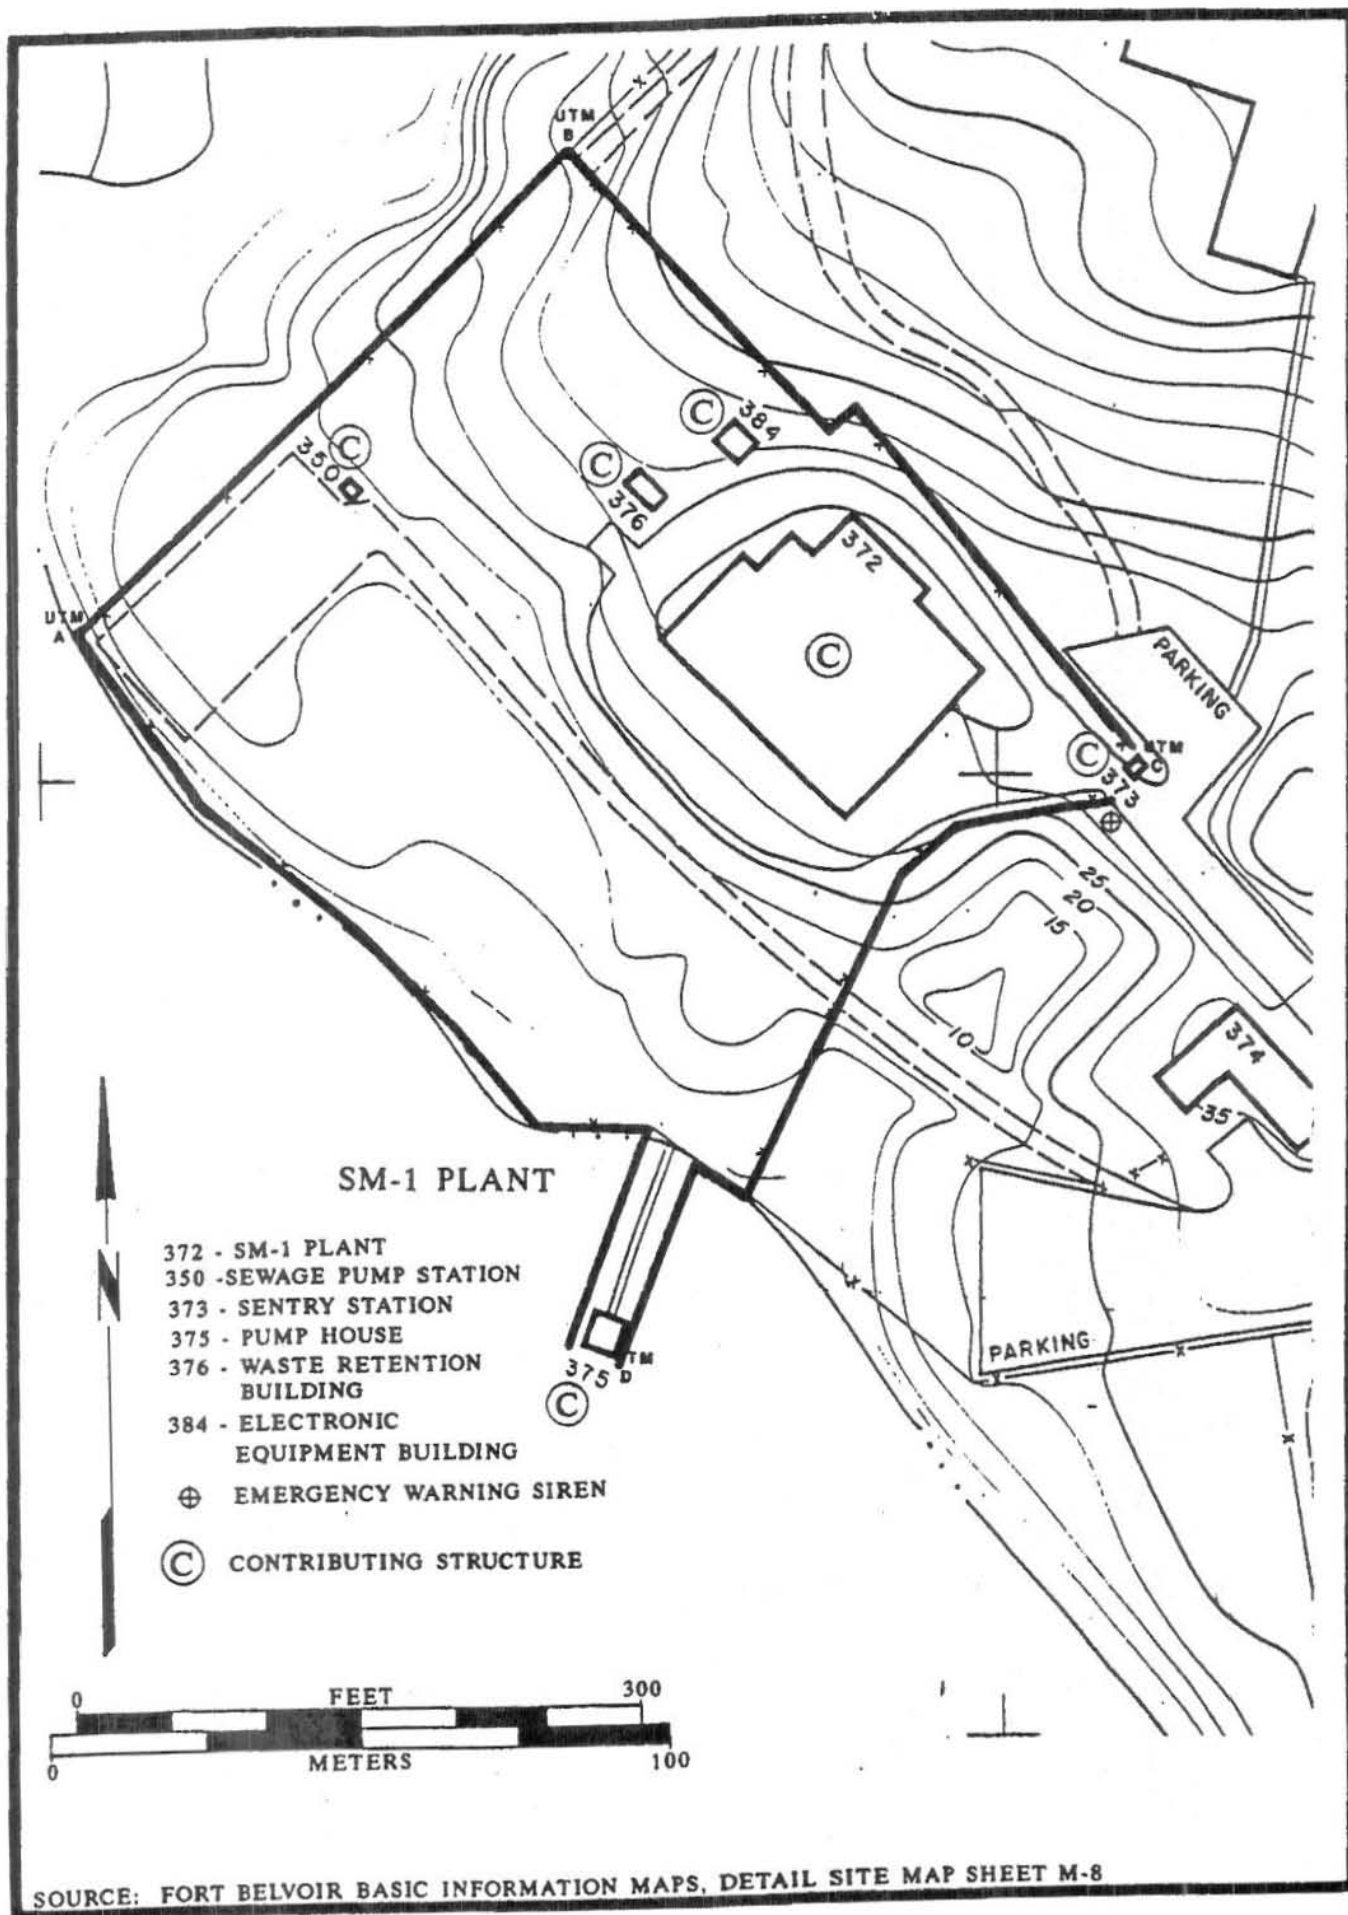 UTM
B
C
384
C
350
C
376
372
UTM
A
C
PARKING
C
UTM
C
373
25
20
15
10
374
35
SM-1 PLANT
372 - SM-1 PLANT
350 -SEWAGE PUMP STATION
373 - SENTRY STATION
375 - PUMP HOUSE
376 - WASTE RETENTION
BUILDING
384 - ELECTRONIC
EQUIPMENT BUILDING
EMERGENCY WARNING SIREN
C CONTRIBUTING STRUCTURE
N
375
TM
D
C
PARKING
0 FEET 300
0 METERS 100
SOURCE: FORT BELVOIR BASIC INFORMATION MAPS, DETAIL SITE MAP SHEET M-8